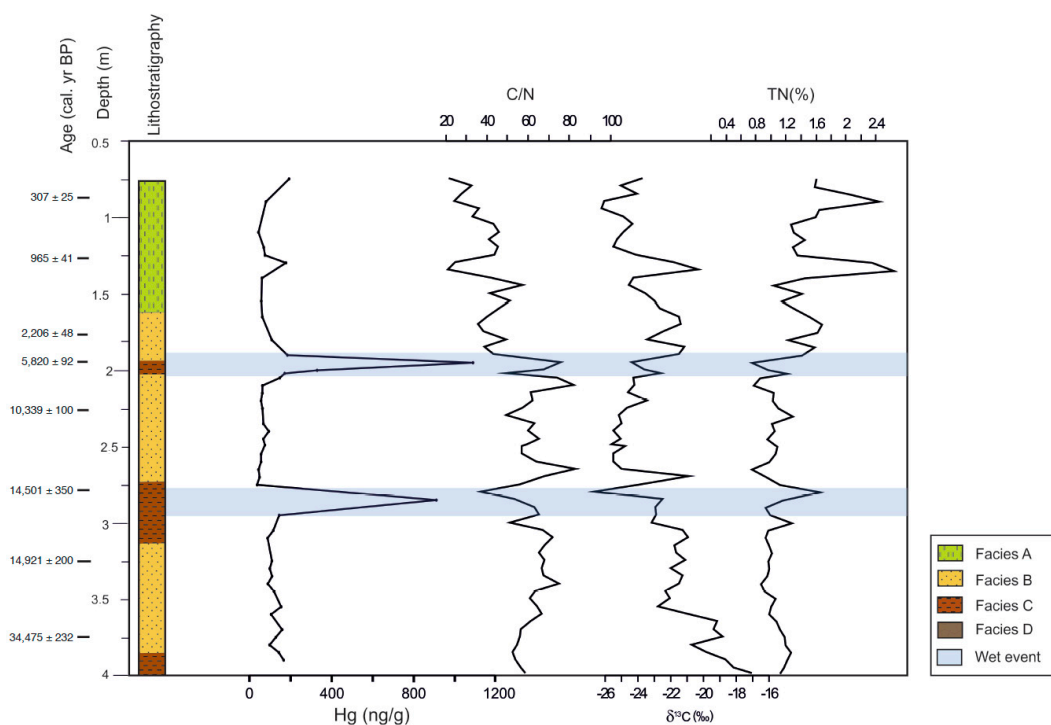 Age (cal. yr BP)
Depth (m)
Lithostratigraphy
C/N
TN(%)
20 40 60 80 100
0.4 0.8 1.2 1.6 2 2.4
0.5
307 ± 25
1
965 ± 41
1.5
2,206 ± 48
5,820 ± 92
2
10,339 ± 100
2.5
14,501 ± 350
3
14,921 ± 200
3.5
34,475 ± 232
4
0 400 800 1200
-26 -24 -22 -20 -18 -16
Hg (ng/g)
δ¹³C (‰)
Facies A
Facies B
Facies C
Facies D
Wet event